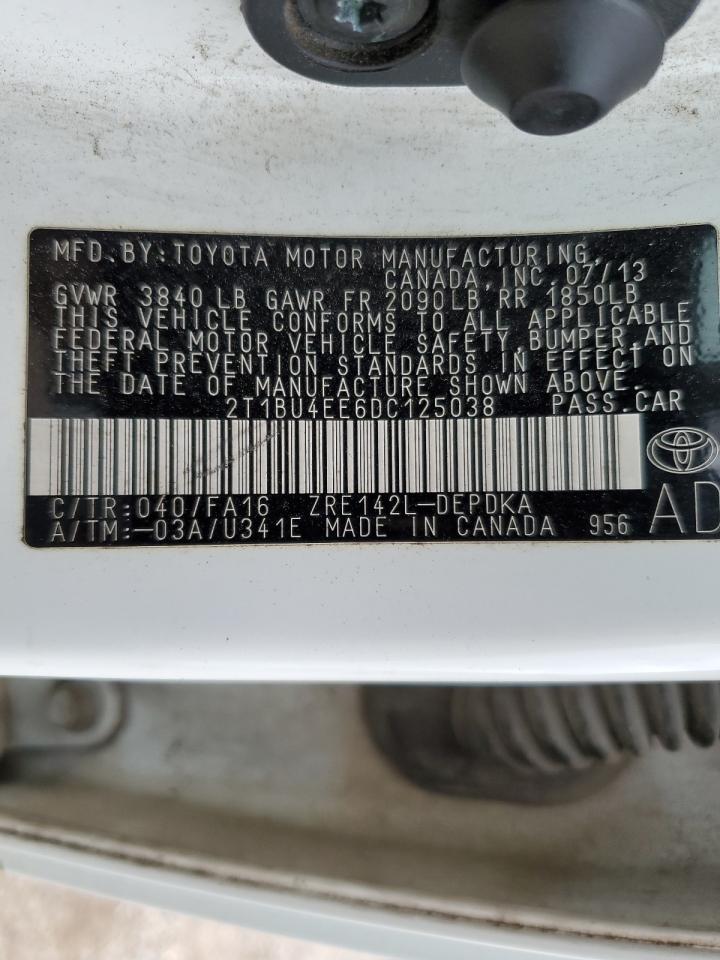 MFD.BY:TOYOTA MOTOR MANUFACTURING,
CANADA, INC. 07/13
GVWR 3840 LB GAWR FR 2090LB RR 1850LB
THIS VEHICLE CONFORMS TO ALL APPLICABLE
FEDERAL MOTOR VEHICLE SAFETY,BUMPER,AND
THEFT PREVENTION STANDARDS IN EFFECT ON
THE DATE OF MANUFACTURE SHOWN ABOVE.
2T1BU4EE6DC125038 PASS.CAR
C/TR:040/FA16 ZRE142L-DEPDKA
A/TM:-03A/U341E MADE IN CANADA 956 AD